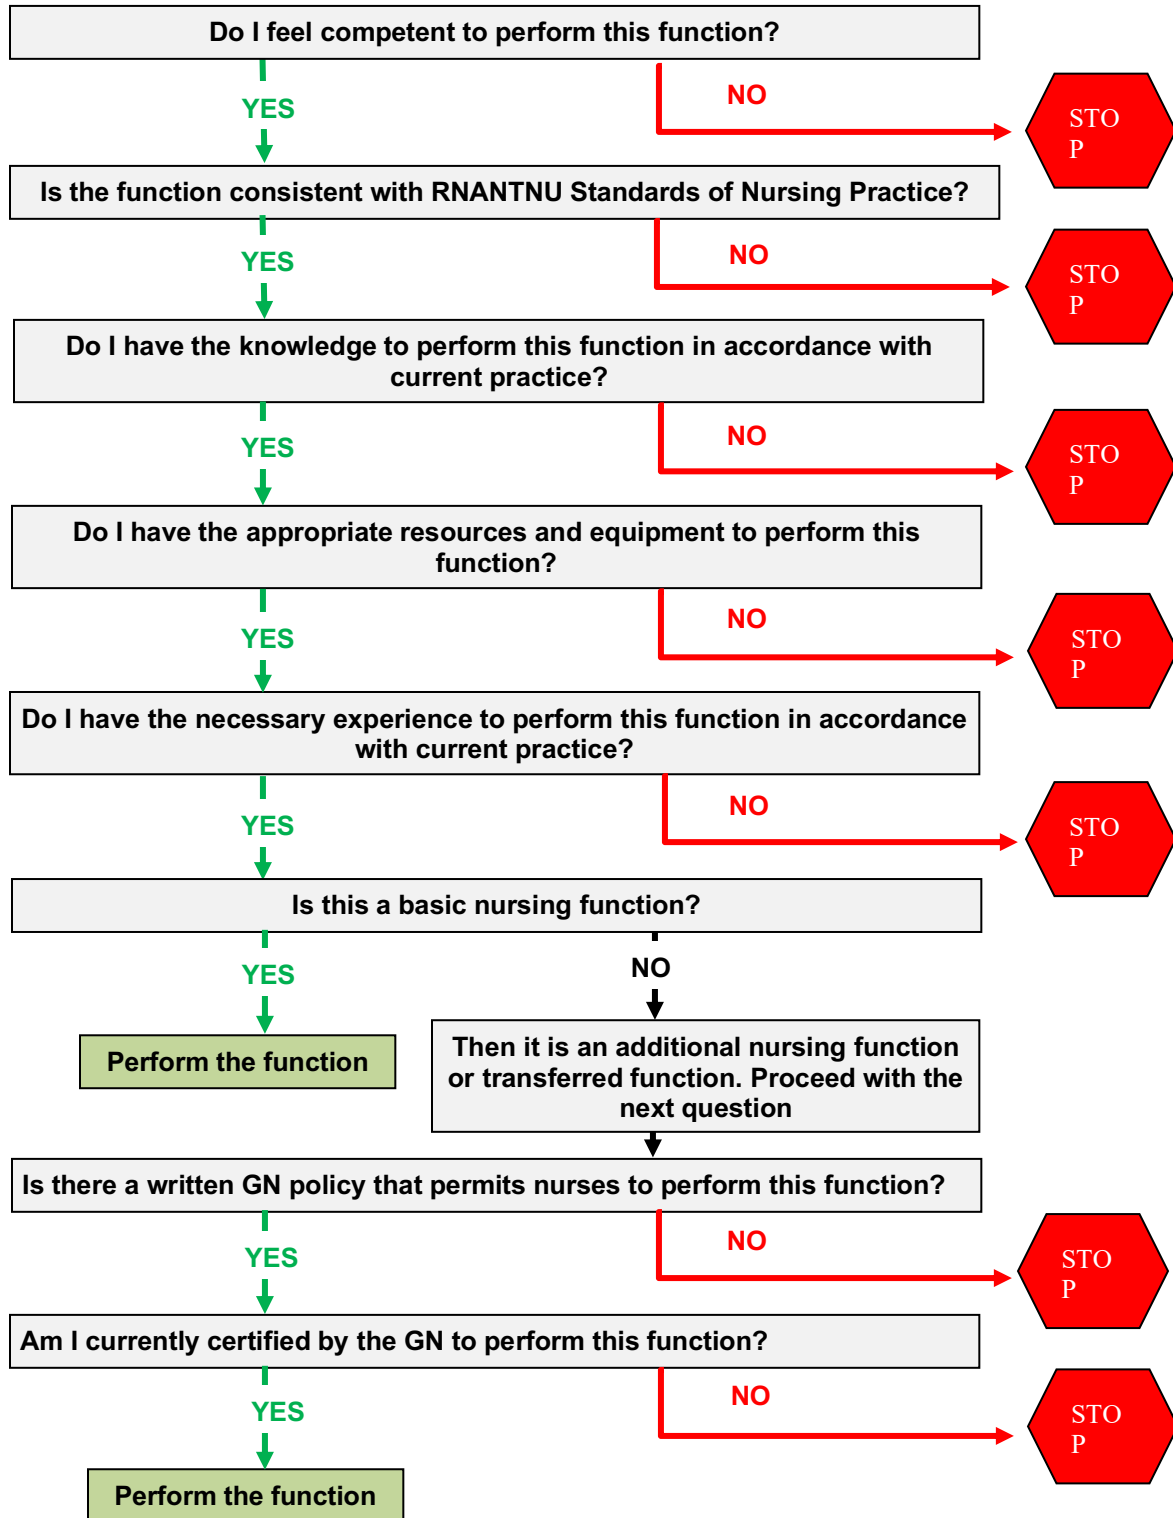 Do I feel competent to perform this function?
YES
NO
STO
P
Is the function consistent with RNANTNU Standards of Nursing Practice?
YES
NO
STO
P
Do I have the knowledge to perform this function in accordance with
current practice?
YES
NO
STO
P
Do I have the appropriate resources and equipment to perform this
function?
YES
NO
STO
P
Do I have the necessary experience to perform this function in accordance
with current practice?
YES
NO
STO
P
Is this a basic nursing function?
YES
NO
Perform the function
Then it is an additional nursing function
or transferred function. Proceed with the
next question
Is there a written GN policy that permits nurses to perform this function?
YES
NO
STO
P
Am I currently certified by the GN to perform this function?
YES
NO
STO
P
Perform the function